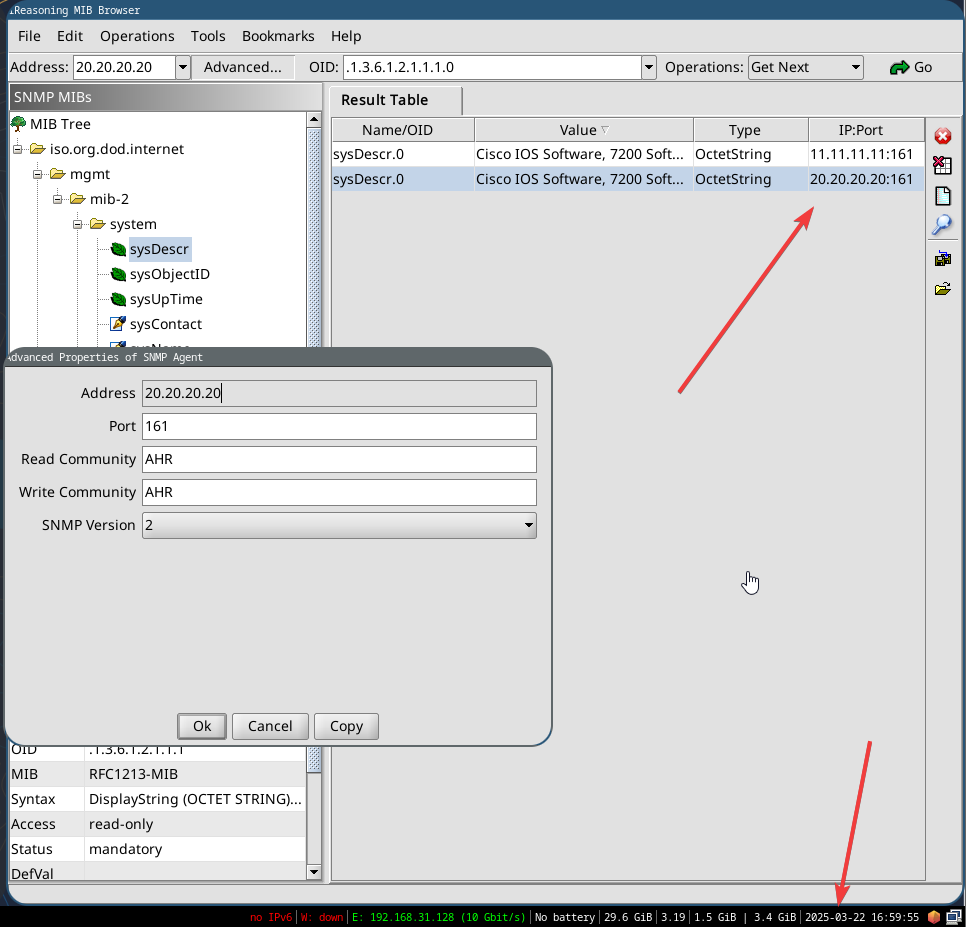 iReasoning MIB Browser
File Edit Operations Tools Bookmarks Help
Address: 20.20.20.20 Advanced... OID: .1.3.6.1.2.1.1.1.0 Operations: Get Next Go
SNMP MIBs
MIB Tree
iso.org.dod.internet
mgmt
mib-2
system
sysDescr
sysObjectID
sysUpTime
sysContact
Result Table
Name/OID Value Type IP:Port
sysDescr.0 Cisco IOS Software, 7200 Soft... OctetString 11.11.11.11:161
sysDescr.0 Cisco IOS Software, 7200 Soft... OctetString 20.20.20.20:161
Advanced Properties of SNMP Agent
Address 20.20.20.20
Port 161
Read Community AHR
Write Community AHR
SNMP Version 2
Ok Cancel Copy
OID .1.3.6.1.2.1.1.1
MIB RFC1213-MIB
Syntax DisplayString (OCTET STRING)...
Access read-only
Status mandatory
DefVal
no IPv6 W: down E: 192.168.31.128 (10 Gbit/s) No battery 29.6 GiB 3.19 1.5 GiB | 3.4 GiB 2025-03-22 16:59:55